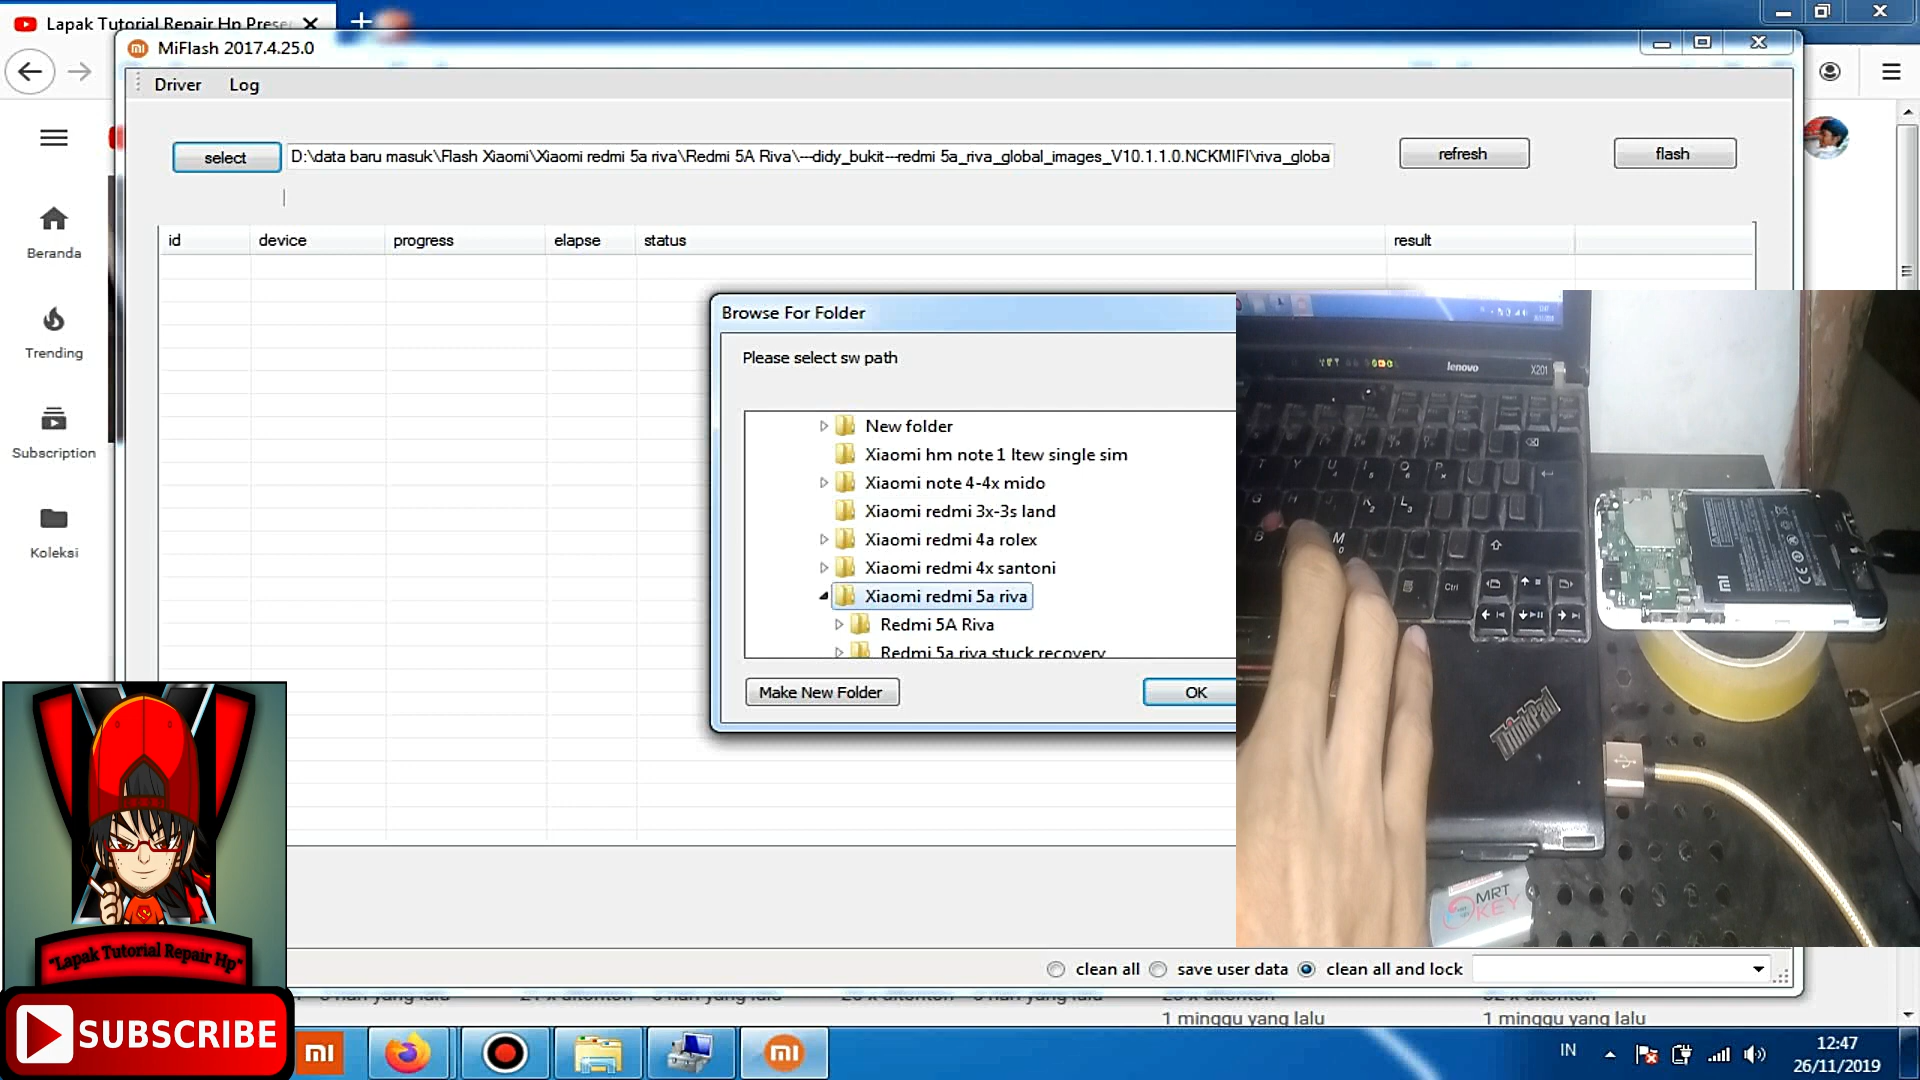 Lapak Tutorial Repair Hp Prese
MiFlash 2017.4.25.0
Driver Log
select
D:\data baru masuk\Flash Xiaomi\Xiaomi redmi 5a riva\Redmi 5A Riva\---didy_bukit---redmi 5a_riva_global_images_V10.1.1.0.NCKMIFI\riva_globa
refresh
flash
id device progress elapse status result
Beranda
Trending
Subscription
Koleksi
Browse For Folder
Please select sw path
New folder
Xiaomi hm note 1 ltew single sim
Xiaomi note 4-4x mido
Xiaomi redmi 3x-3s land
Xiaomi redmi 4a rolex
Xiaomi redmi 4x santoni
Xiaomi redmi 5a riva
Redmi 5A Riva
Redmi 5a riva stuck recovery
Make New Folder
OK
lenovo
X201
ThinkPad
Ctrl
MRT
KEY
"Lapak Tutorial Repair Hp"
SUBSCRIBE
clean all save user data clean all and lock
1 minggu yang lalu
1 minggu yang lalu
IN
12:47
26/11/2019